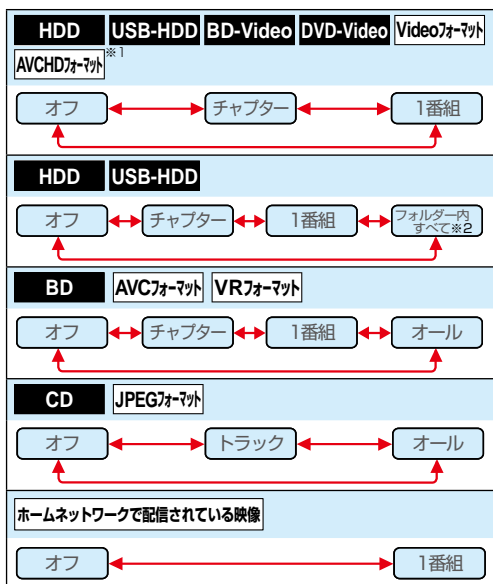 HDD USB-HDD BD-Video DVD-Video Videoフォーマット
AVCHDフォーマット※1
オフ チャプター 1番組
HDD USB-HDD
オフ チャプター 1番組 フォルダー内
すべて※2
BD AVCフォーマット VRフォーマット
オフ チャプター 1番組 オール
CD JPEGフォーマット
オフ トラック オール
ホームネットワークで配信されている映像
オフ 1番組